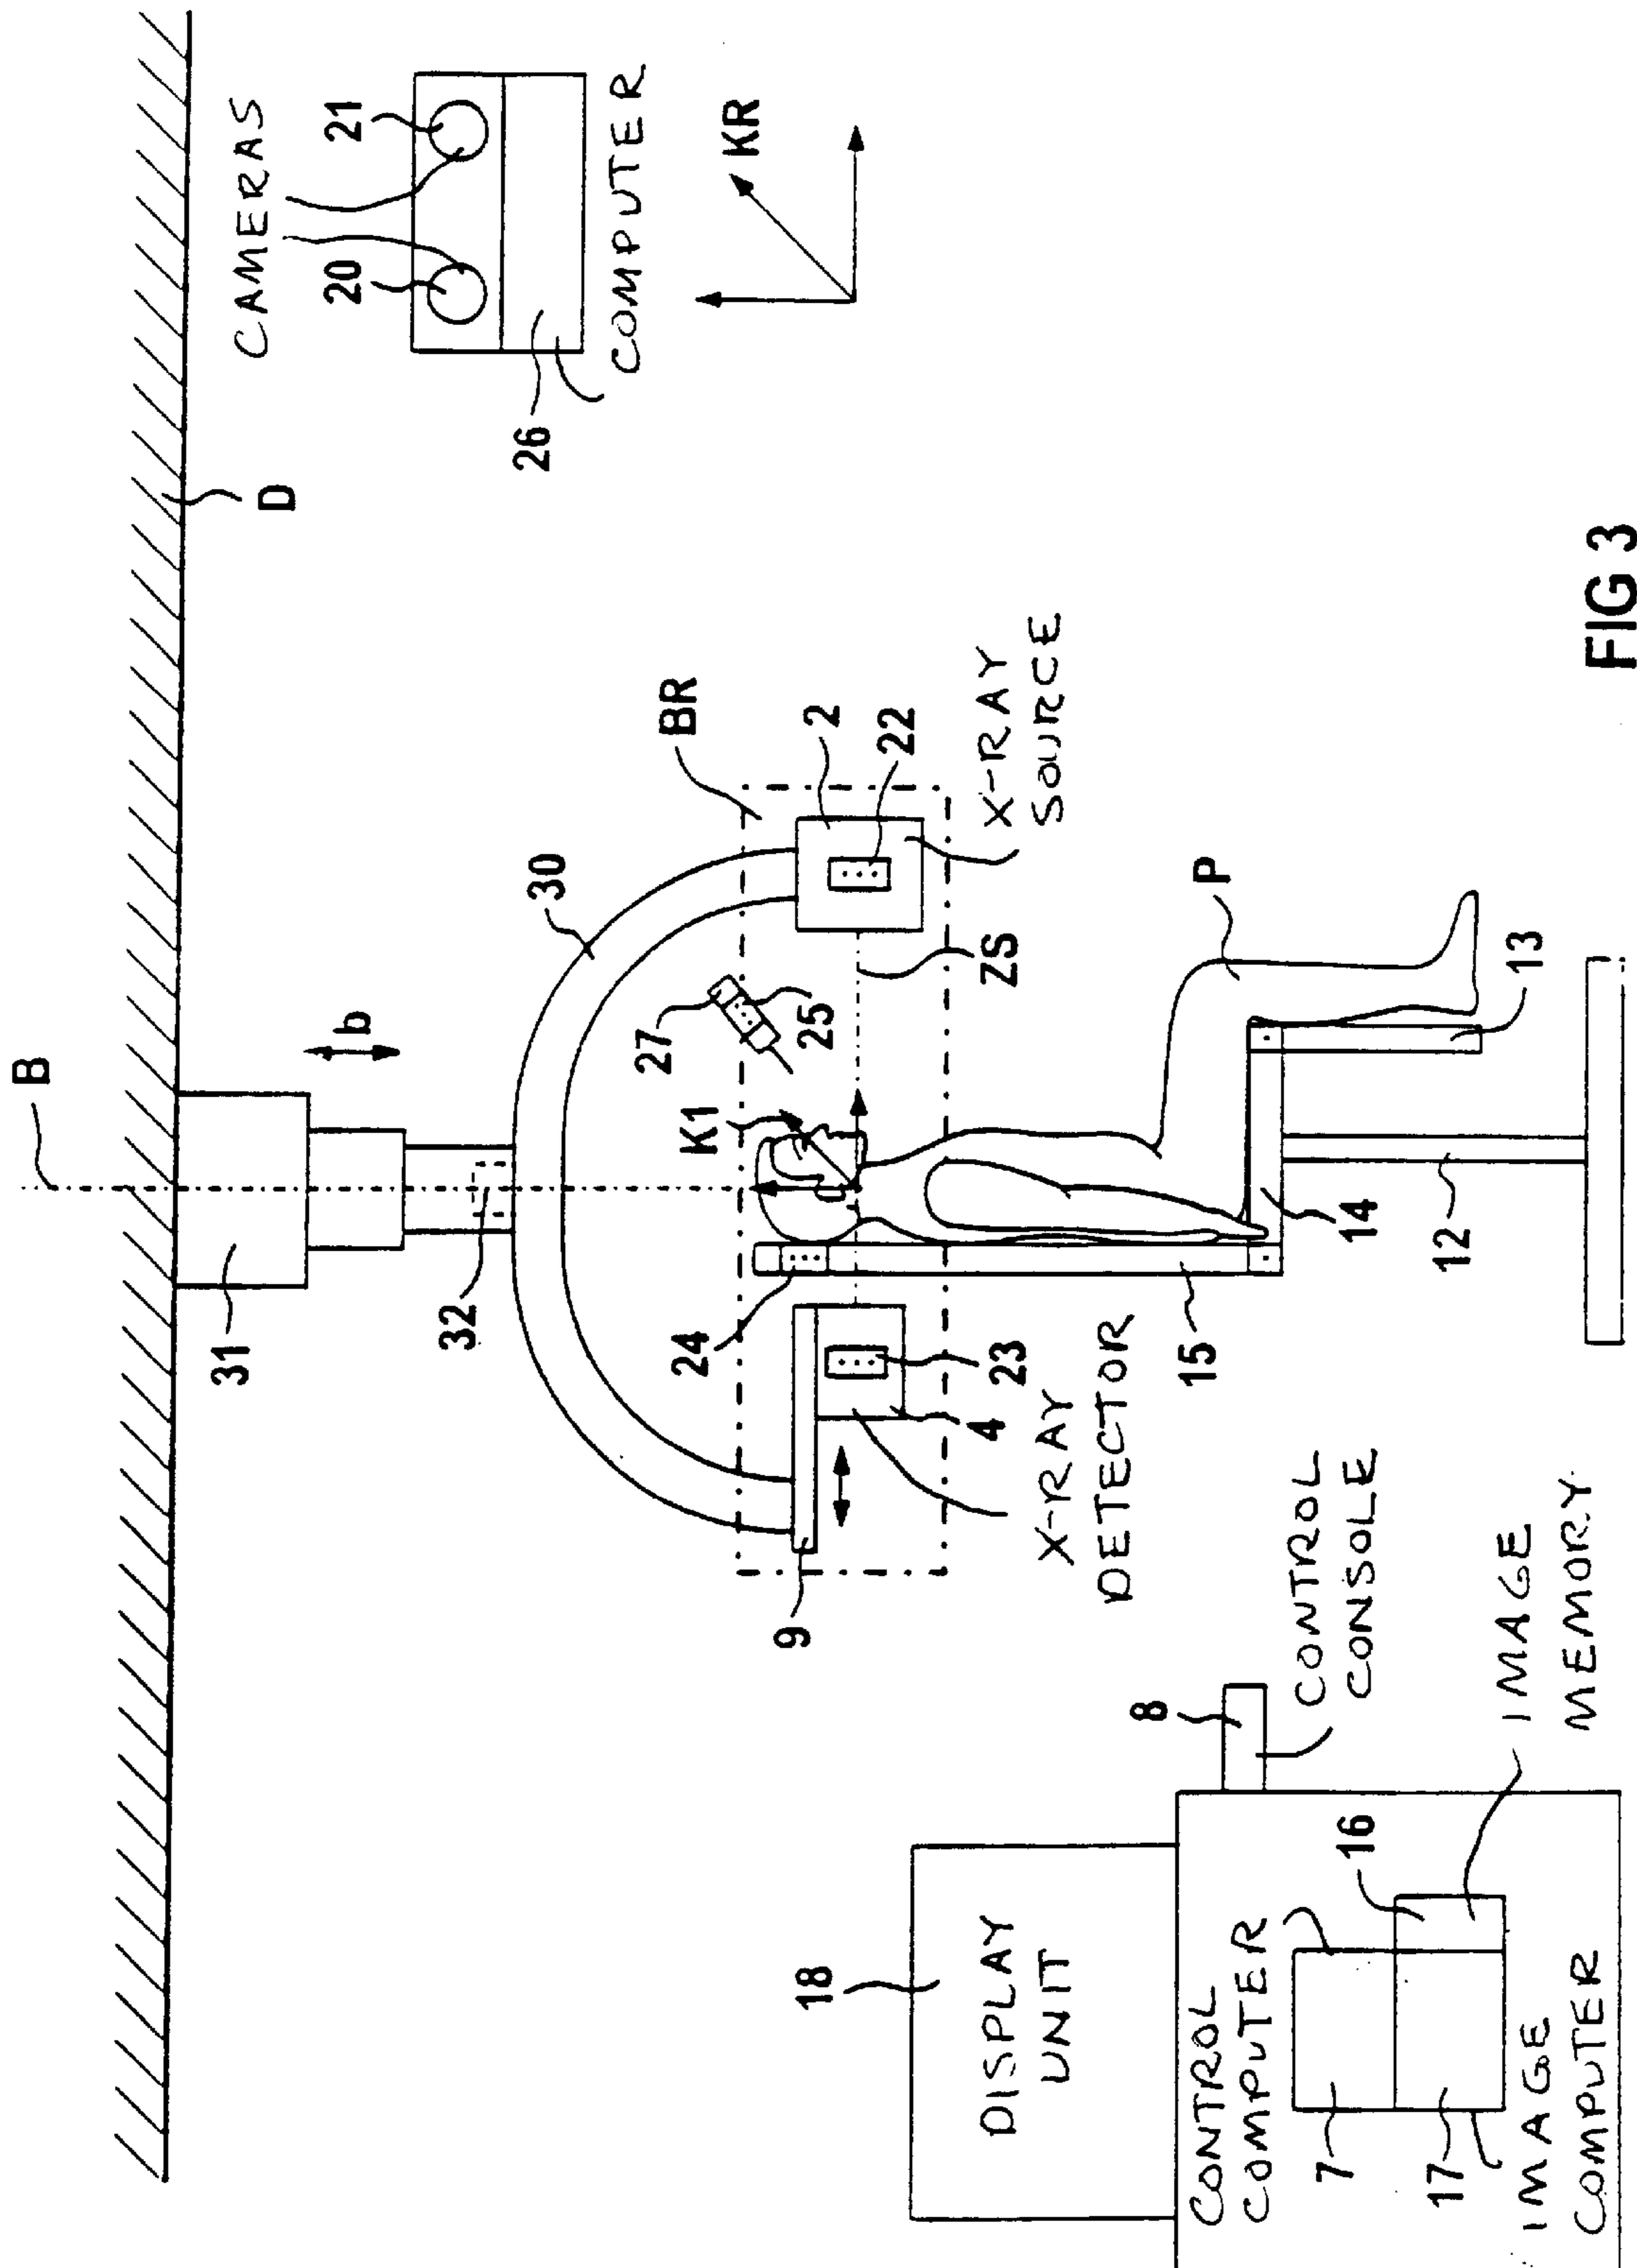 B
31
b
32
30
D
CAMERAS
20
21
26
COMPUTER
KR
BR
27
25
K1
24
2
22
X-RAY
SOURCE
ZS
9
23
4
X-RAY
DETECTOR
15
14
12
P
13
18
DISPLAY
UNIT
8
CONTROL
CONSOLE
CONTROL
COMPUTER
16
7
17
IMAGE
MEMORY
IMAGE
COMPUTER
FIG 3